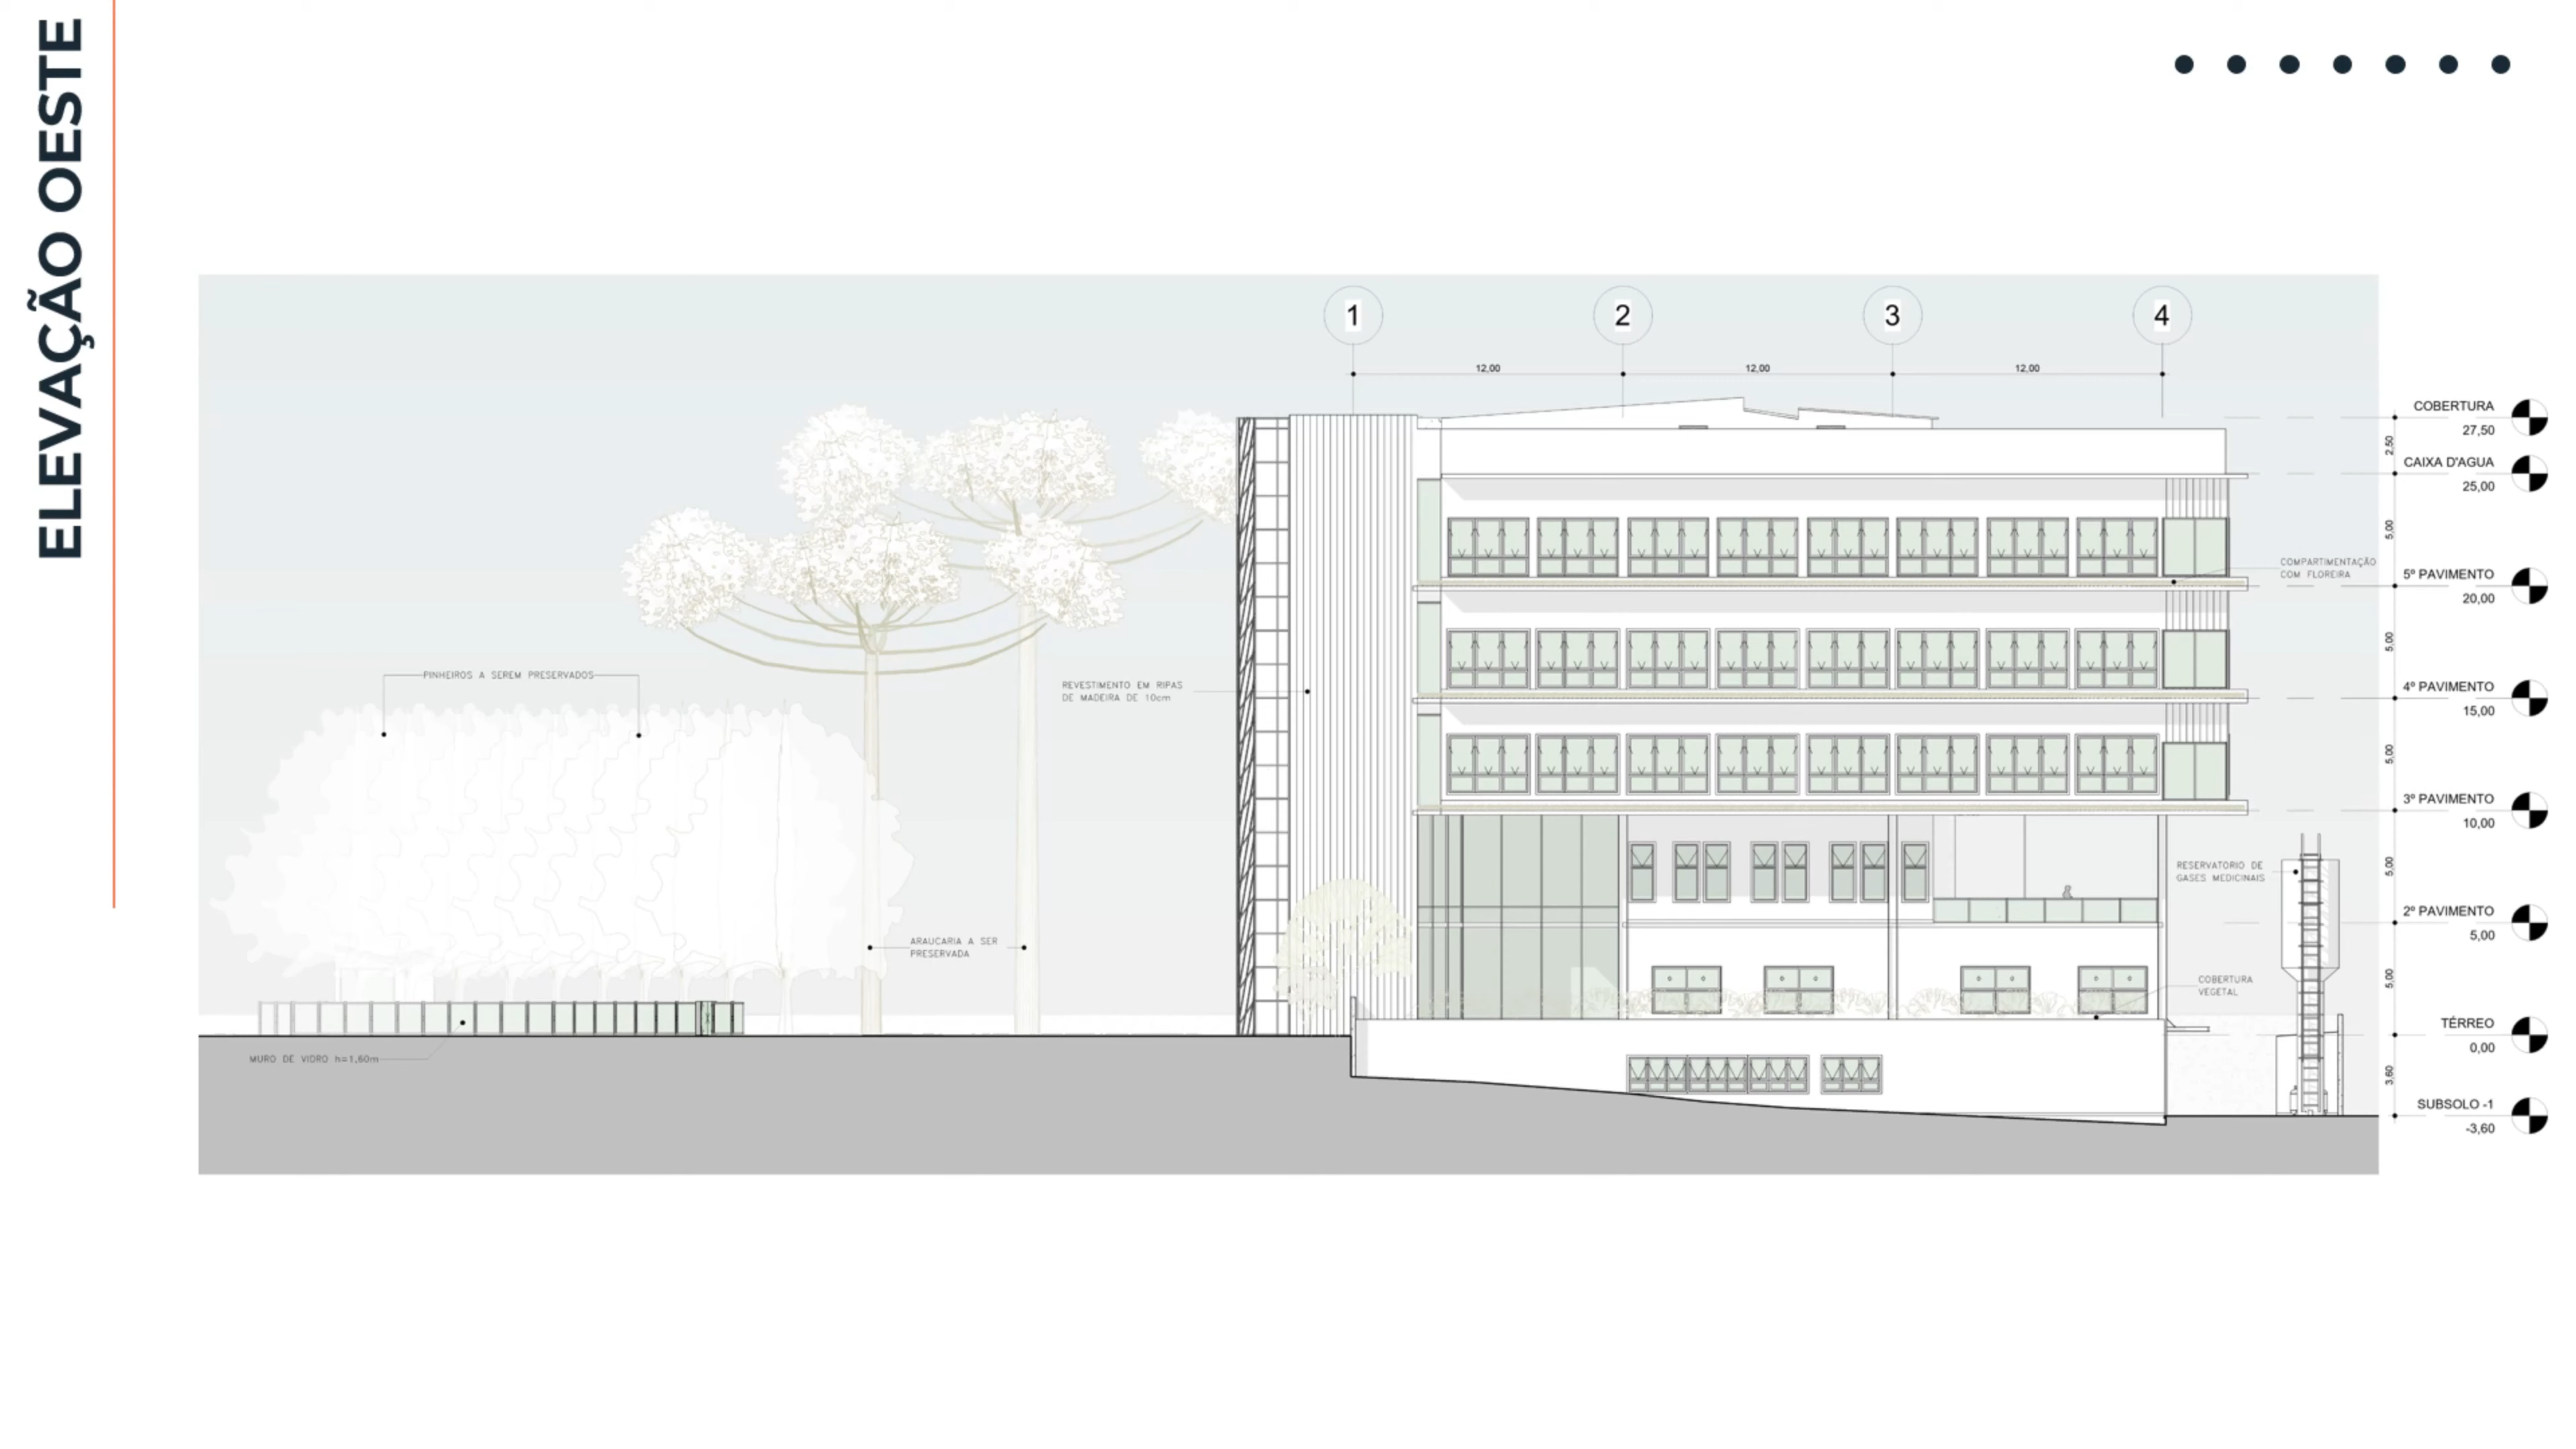 ELEVAÇÃO OESTE
1
2
3
4
12,00
12,00
12,00
COBERTURA
27,50
2,50
CAIXA D'AGUA
25,00
5,00
COMPARTIMENTAÇÃO
COM FLOREIRA
5º PAVIMENTO
20,00
5,00
PINHEIROS A SEREM PRESERVADOS
REVESTIMENTO EM RIPAS
DE MADEIRA DE 10cm
4º PAVIMENTO
15,00
5,00
3º PAVIMENTO
10,00
RESERVATORIO DE
GASES MEDICINAIS
5,00
2º PAVIMENTO
5,00
ARAUCARIA A SER
PRESERVADA
COBERTURA
VEGETAL
5,00
TÉRREO
0,00
MURO DE VIDRO h=1,60m
3,60
SUBSOLO -1
-3,60